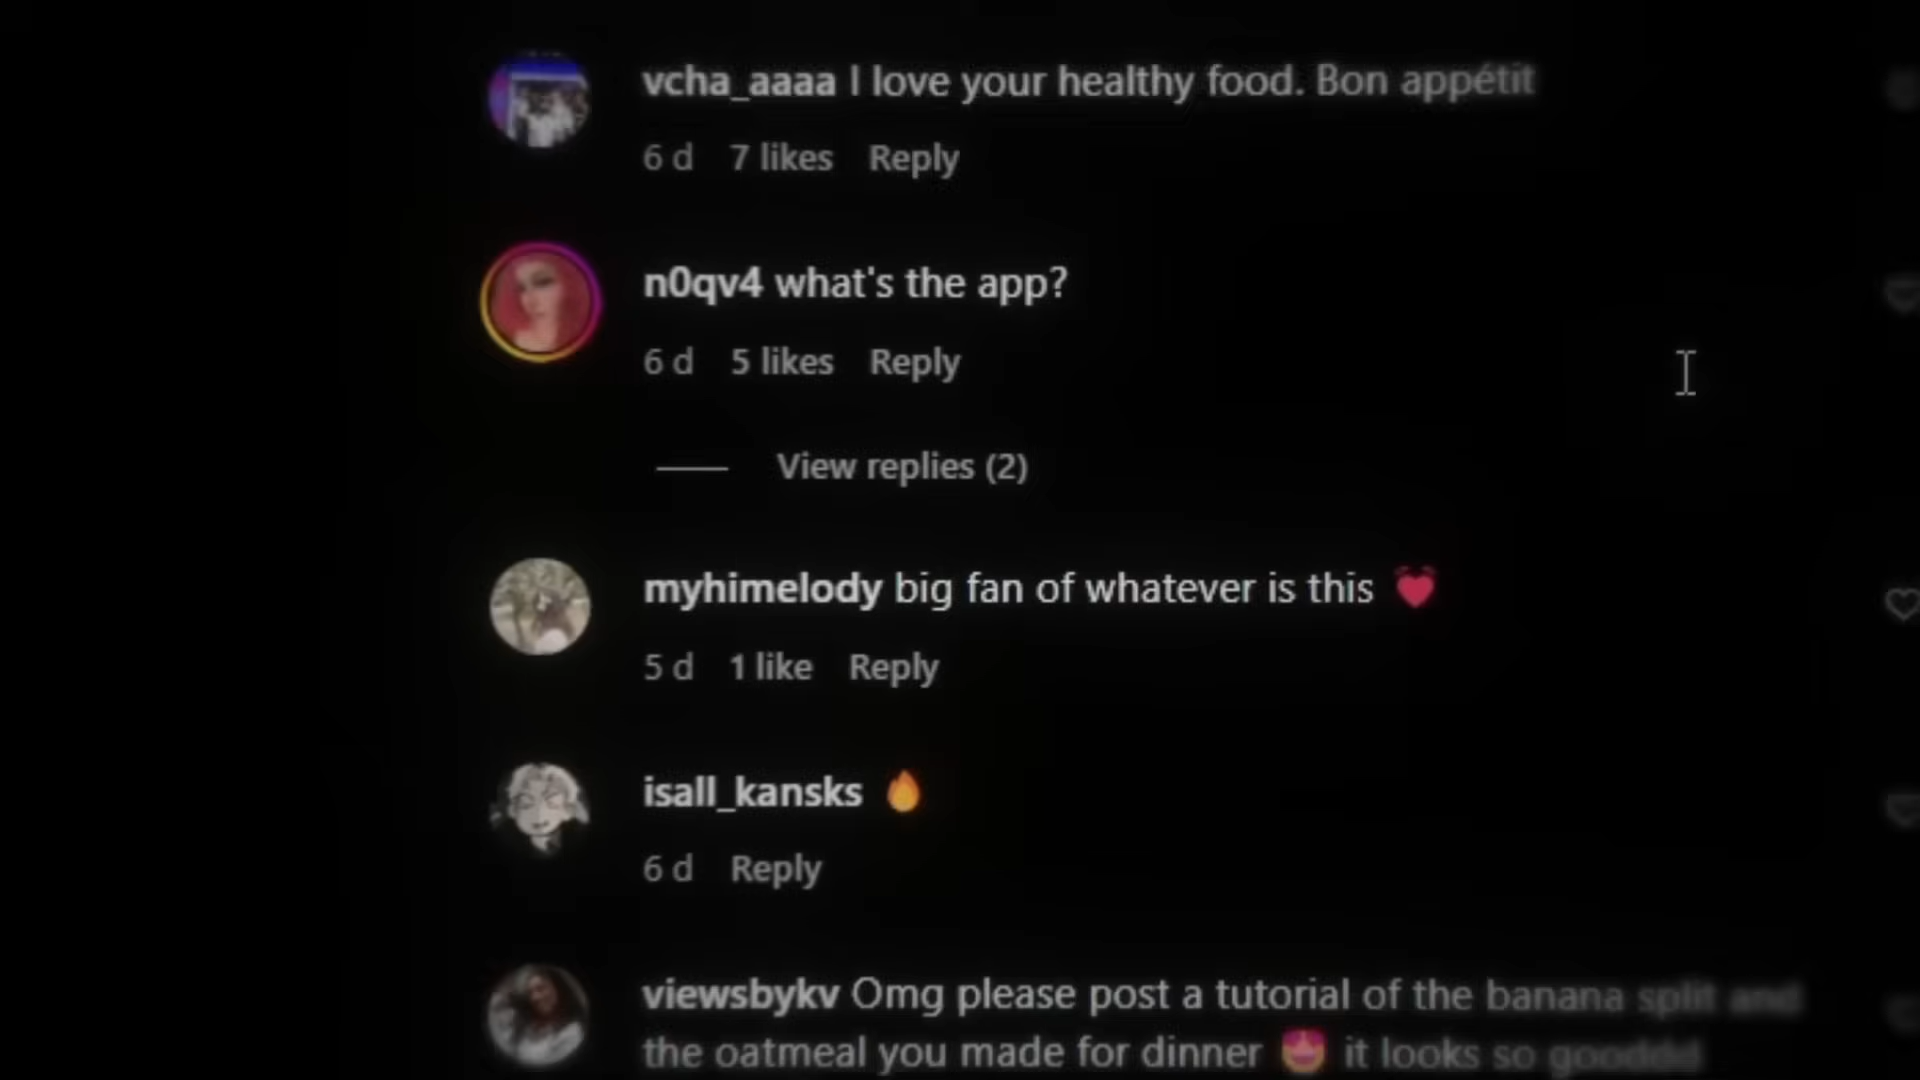 vcha_aaaa I love your healthy food. Bon appétit
6 d 7 likes Reply
n0qv4 what's the app?
6 d 5 likes Reply
View replies (2)
myhimelody big fan of whatever is this 💓
5 d 1 like Reply
isall_kansks 🔥
6 d Reply
viewsbykv Omg please post a tutorial of the banana split and
the oatmeal you made for dinner 😍 it looks so gooddd